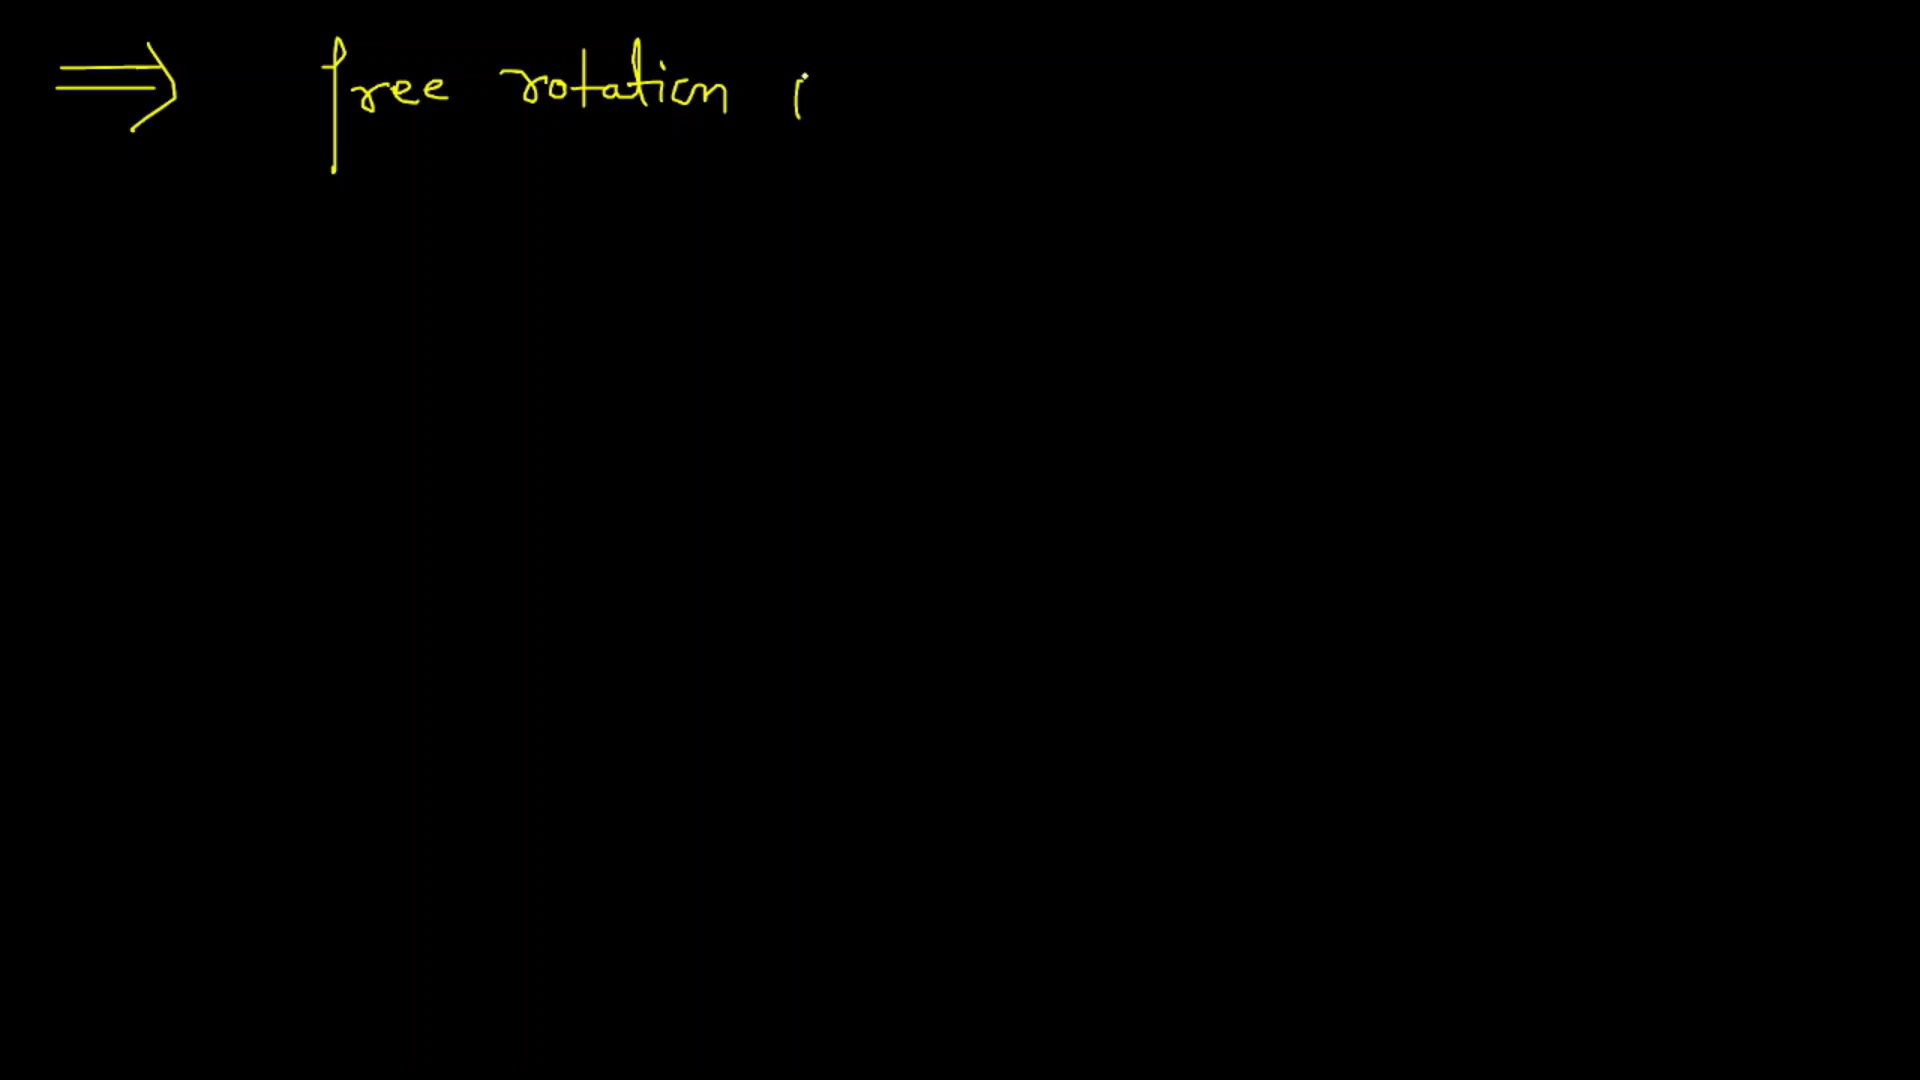 ⇒ free rotation i